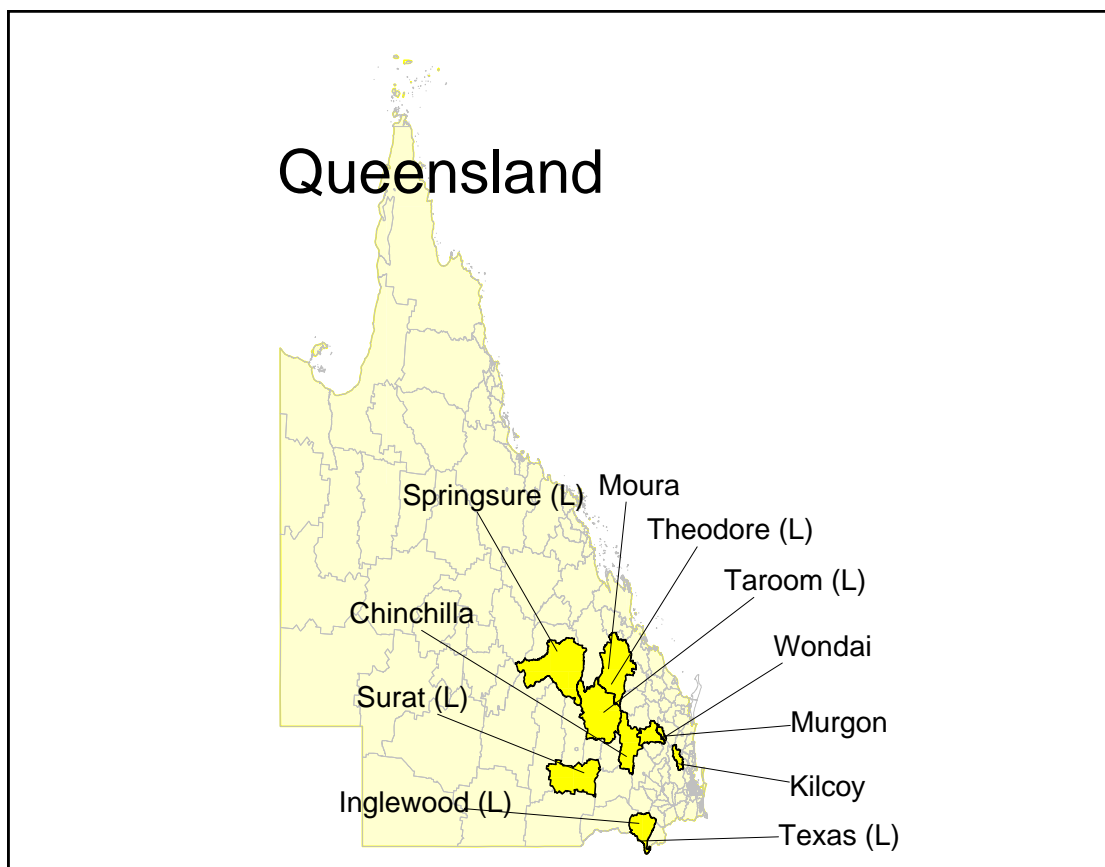 Queensland
Springsure (L)
Moura
Theodore (L)
Taroom (L)
Chinchilla
Wondai
Surat (L)
Murgon
Kilcoy
Inglewood (L)
Texas (L)